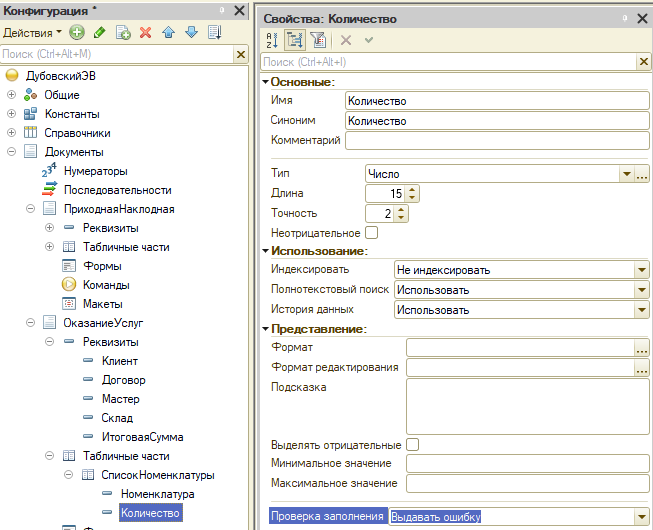 Конфигурация *
Действия
Поиск (Ctrl+Alt+M)
ДубовскийЭВ
Общие
Константы
Справочники
Документы
Нумераторы
Последовательности
ПриходнаяНаклодная
Реквизиты
Табличные части
Формы
Команды
Макеты
ОказаниеУслуг
Реквизиты
Клиент
Договор
Мастер
Склад
ИтоговаяСумма
Табличные части
СписокНоменклатуры
Номенклатура
Количество
Свойства: Количество
Поиск (Ctrl+Alt+I)
Основные:
Имя Количество
Синоним Количество
Комментарий
Тип Число
Длина 15
Точность 2
Неотрицательное
Использование:
Индексировать Не индексировать
Полнотекстовый поиск Использовать
История данных Использовать
Представление:
Формат
Формат редактирования
Подсказка
Выделять отрицательные
Минимальное значение
Максимальное значение
Проверка заполнения Выдавать ошибку